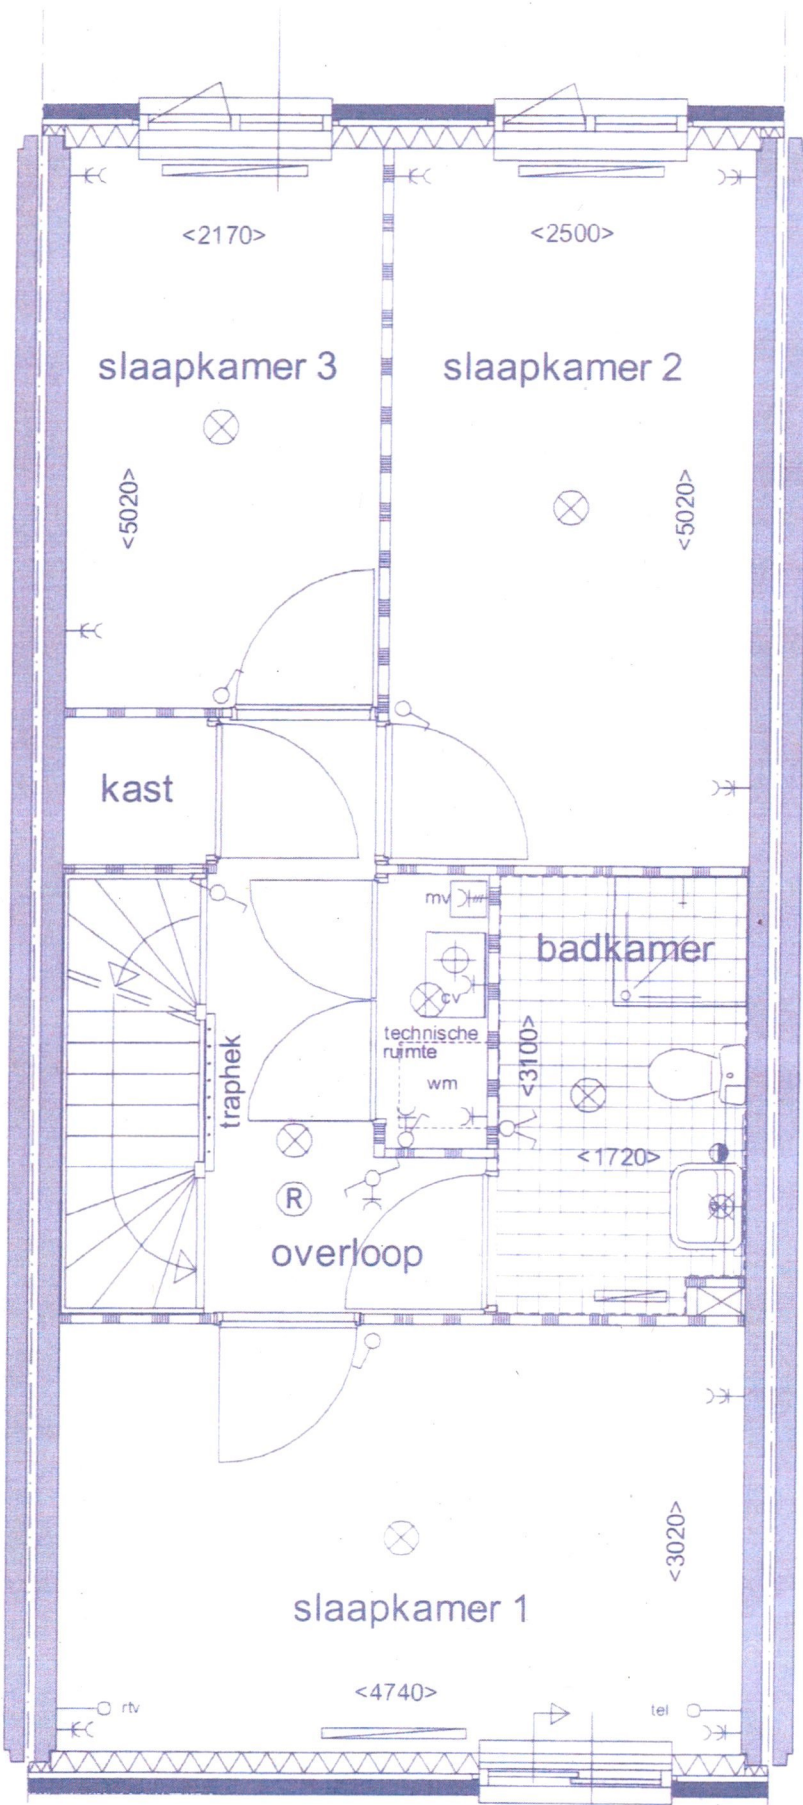 <2170>
<2500>
slaapkamer 3
slaapkamer 2
<5020>
<5020>
kast
mv
badkamer
cv
technische
ruimte
<3100>
traphek
wm
<1720>
R
overloop
<3020>
slaapkamer 1
<4740>
rtv
tel